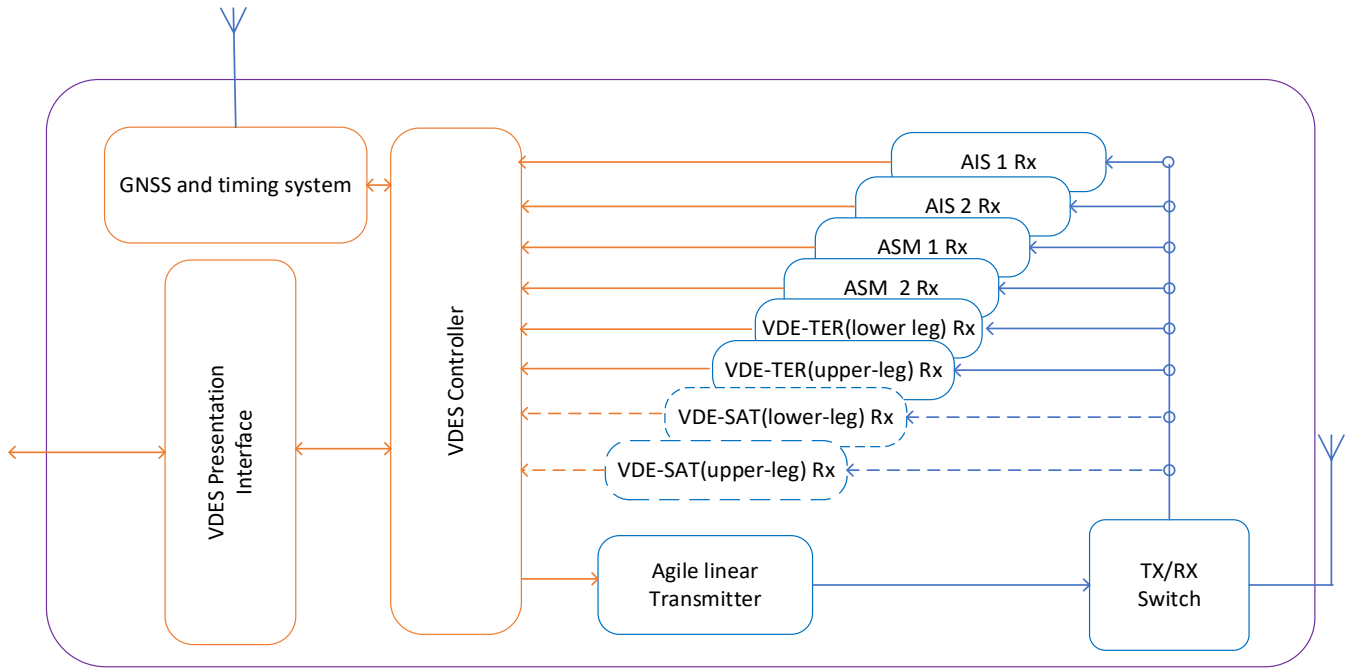 GNSS and timing system
VDES Presentation
Interface
VDES Controller
AIS 1 Rx
AIS 2 Rx
ASM 1 Rx
ASM 2 Rx
VDE-TER(lower leg) Rx
VDE-TER(upper-leg) Rx
VDE-SAT(lower-leg) Rx
VDE-SAT(upper-leg) Rx
Agile linear
Transmitter
TX/RX
Switch